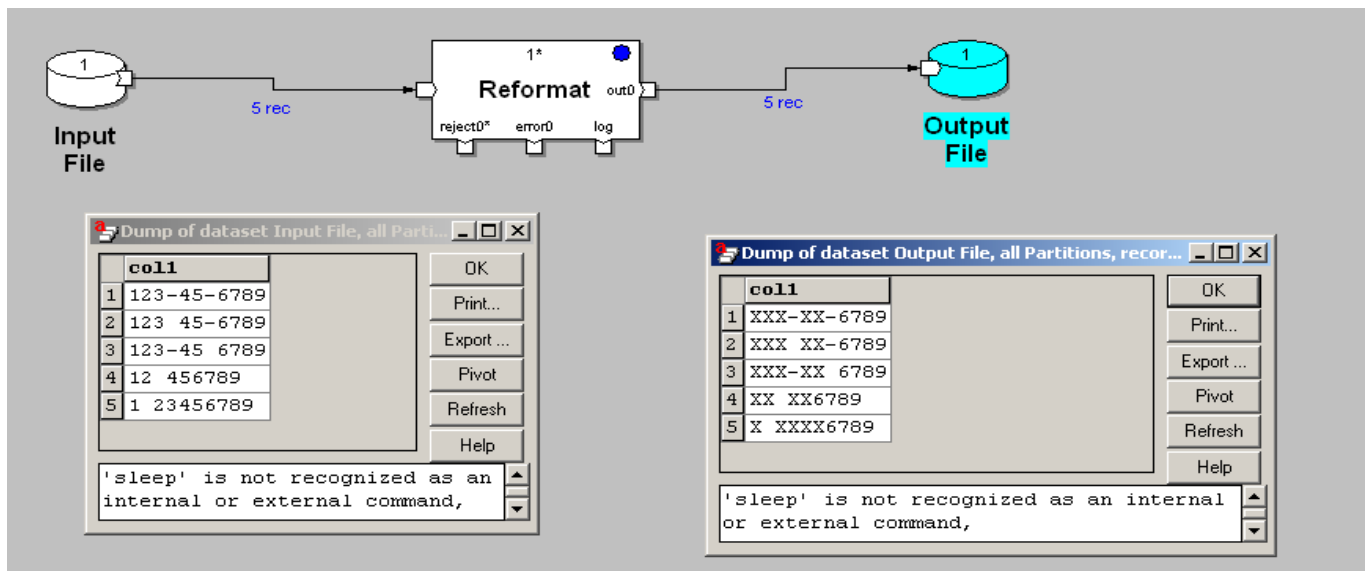 1
1*
1
Reformat
out0
5 rec
5 rec
reject0*
error0
log
Input
File
Output
File
Dump of dataset Input File, all Parti...
col1
1 123-45-6789
2 123 45-6789
3 123-45 6789
4 12 456789
5 1 23456789
OK
Print...
Export ...
Pivot
Refresh
Help
'sleep' is not recognized as an
internal or external command,
Dump of dataset Output File, all Partitions, recor...
col1
1 XXX-XX-6789
2 XXX XX-6789
3 XXX-XX 6789
4 XX XX6789
5 X XXXX6789
OK
Print...
Export ...
Pivot
Refresh
Help
'sleep' is not recognized as an internal
or external command,